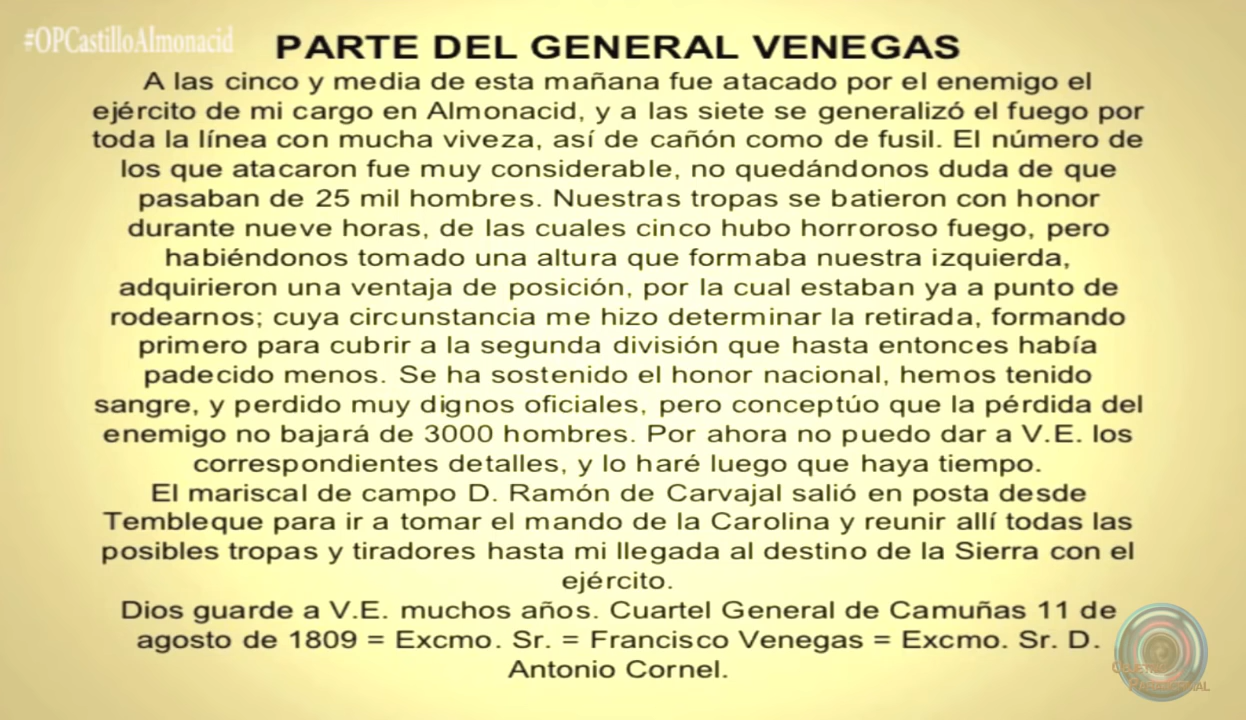 #OPCastilloAlmonacid
PARTE DEL GENERAL VENEGAS
A las cinco y media de esta mañana fue atacado por el enemigo el
ejército de mi cargo en Almonacid, y a las siete se generalizó el fuego por
toda la línea con mucha viveza, así de cañón como de fusil. El número de
los que atacaron fue muy considerable, no quedándonos duda de que
pasaban de 25 mil hombres. Nuestras tropas se batieron con honor
durante nueve horas, de las cuales cinco hubo horroroso fuego, pero
habiéndonos tomado una altura que formaba nuestra izquierda,
adquirieron una ventaja de posición, por la cual estaban ya a punto de
rodearnos; cuya circunstancia me hizo determinar la retirada, formando
primero para cubrir a la segunda división que hasta entonces había
padecido menos. Se ha sostenido el honor nacional, hemos tenido
sangre, y perdido muy dignos oficiales, pero conceptúo que la pérdida del
enemigo no bajará de 3000 hombres. Por ahora no puedo dar a V.E. los
correspondientes detalles, y lo haré luego que haya tiempo.
El mariscal de campo D. Ramón de Carvajal salió en posta desde
Tembleque para ir a tomar el mando de la Carolina y reunir allí todas las
posibles tropas y tiradores hasta mi llegada al destino de la Sierra con el
ejército.
Dios guarde a V.E. muchos años. Cuartel General de Camuñas 11 de
agosto de 1809 = Excmo. Sr. = Francisco Venegas = Excmo. Sr. D.
Antonio Cornel.